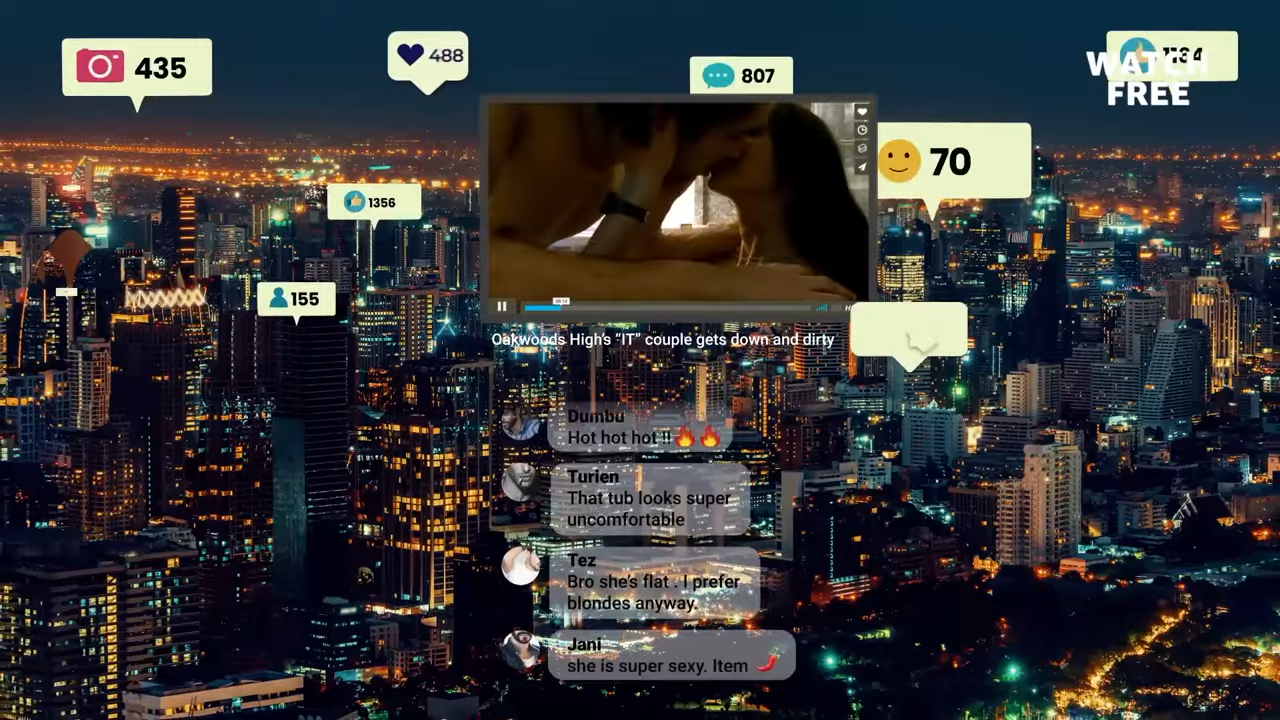 435
488
807
WATCH
FREE
70
1356
155
Oakwoods High's “IT” couple gets down and dirty
Dumbu
Hot hot hot !!🔥🔥
Turien
That tub looks super
uncomfortable
Tez
Bro she's flat . I prefer
blondes anyway.
Jani
she is super sexy. Item 🌶️